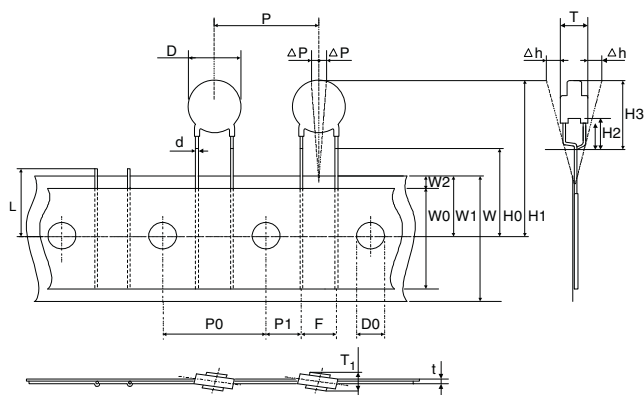 P
T
D
ΔP ΔP
Δh Δh
H3
H2
d
L
W2
W0 W1 W H0 H1
P0 P1 F D0
T1
t